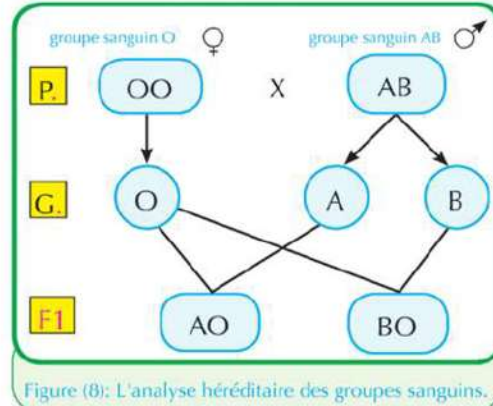 groupe sanguin O ♀ groupe sanguin AB ♂
P. OO X AB
G. O A B
F1 AO BO
Figure (8): L'analyse héréditaire des groupes sanguins.